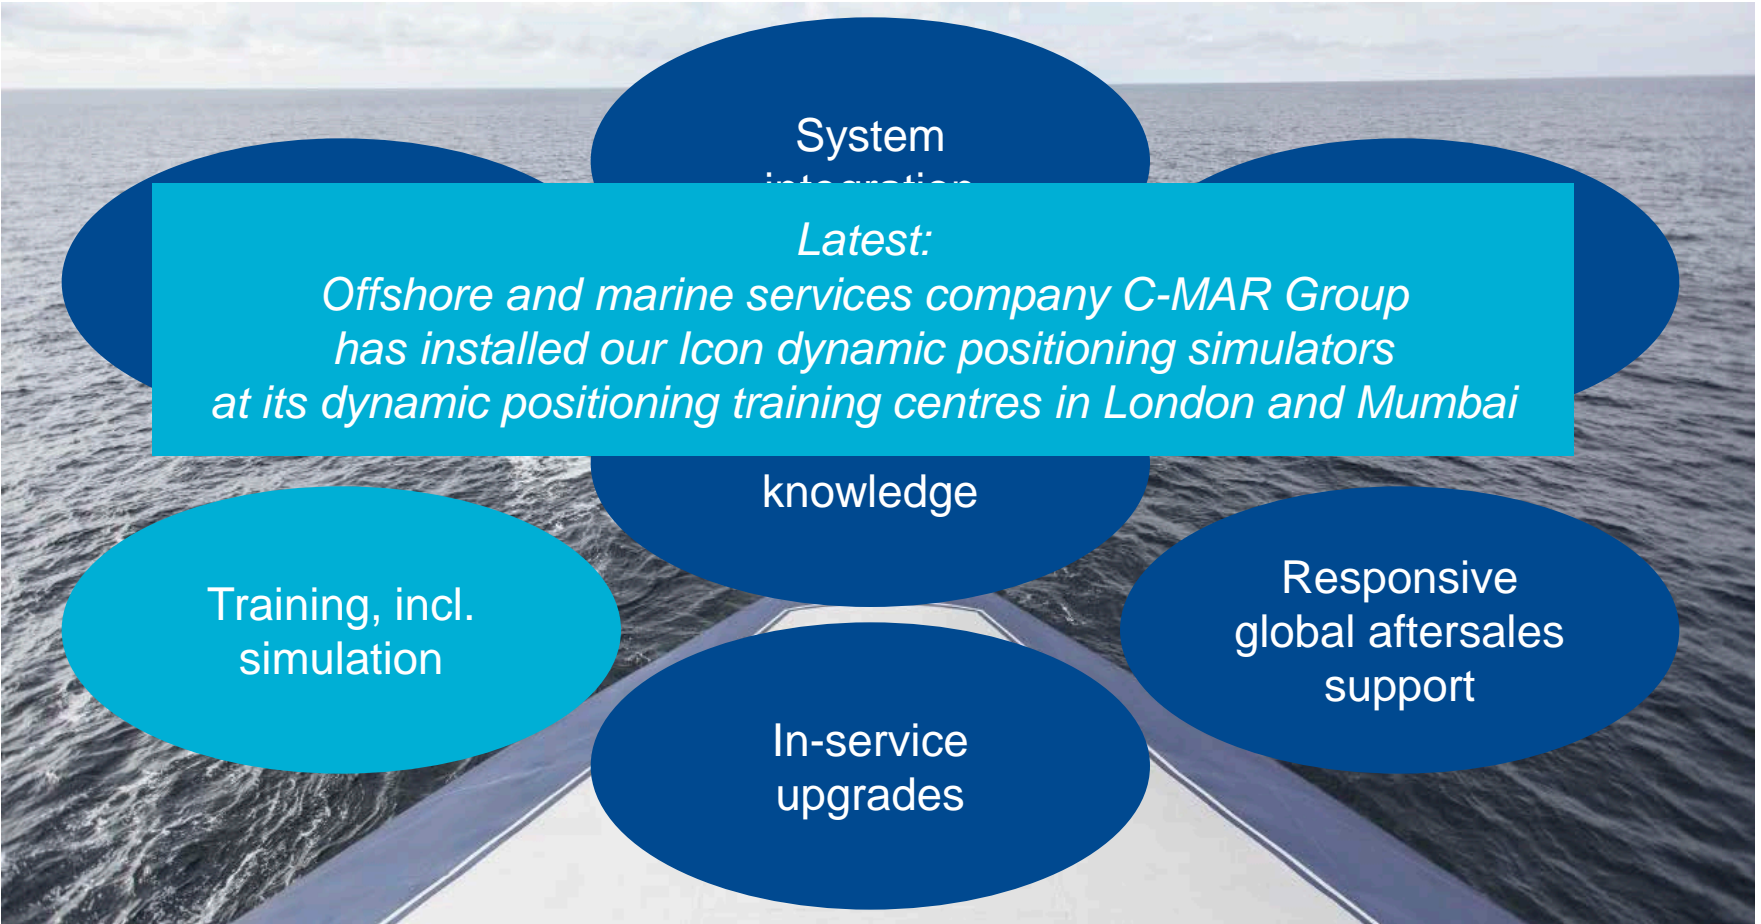 System
integration
Latest:
Offshore and marine services company C-MAR Group
has installed our Icon dynamic positioning simulators
at its dynamic positioning training centres in London and Mumbai
knowledge
Training, incl.
simulation
Responsive
global aftersales
support
In-service
upgrades